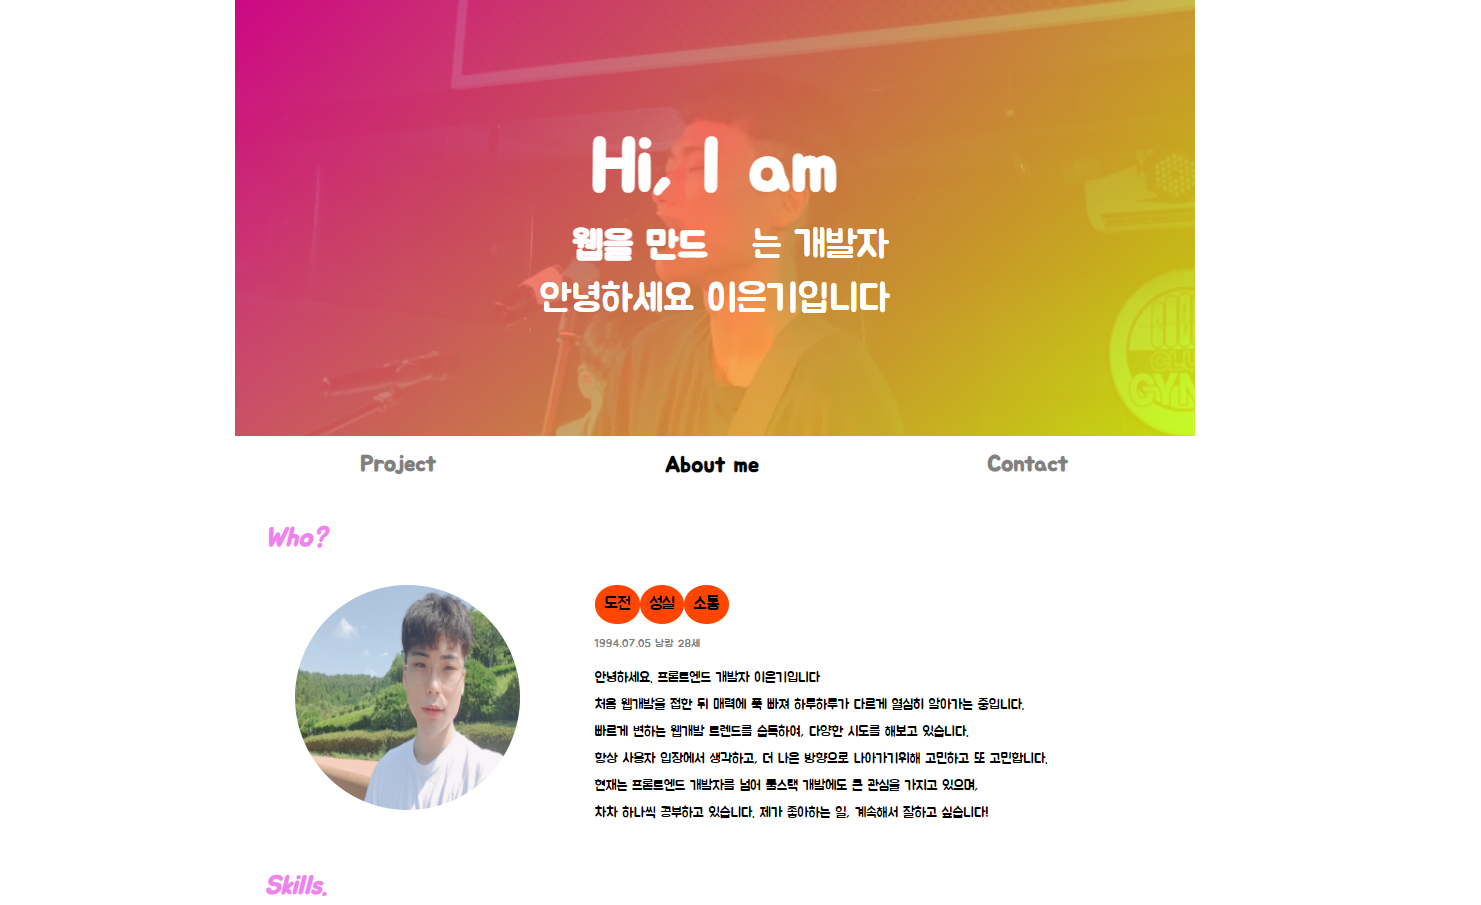 Hi, I am
웹을 만드 는 개발자
안녕하세요 이은기입니다
Project About me Contact
Who?
도전 성실 소통
1994.07.05 낭랑 28세
안녕하세요. 프론트엔드 개발자 이은기입니다
처음 웹개발을 접한 뒤 매력에 푹 빠져 하루하루가 다르게 열심히 알아가는 중입니다.
빠르게 변하는 웹개발 트렌드를 습득하여, 다양한 시도를 해보고 있습니다.
항상 사용자 입장에서 생각하고, 더 나은 방향으로 나아가기위해 고민하고 또 고민합니다.
현재는 프론트엔드 개발자를 넘어 풀스택 개발에도 큰 관심을 가지고 있으며,
차차 하나씩 공부하고 있습니다. 제가 좋아하는 일, 계속해서 잘하고 싶습니다!
Skills.